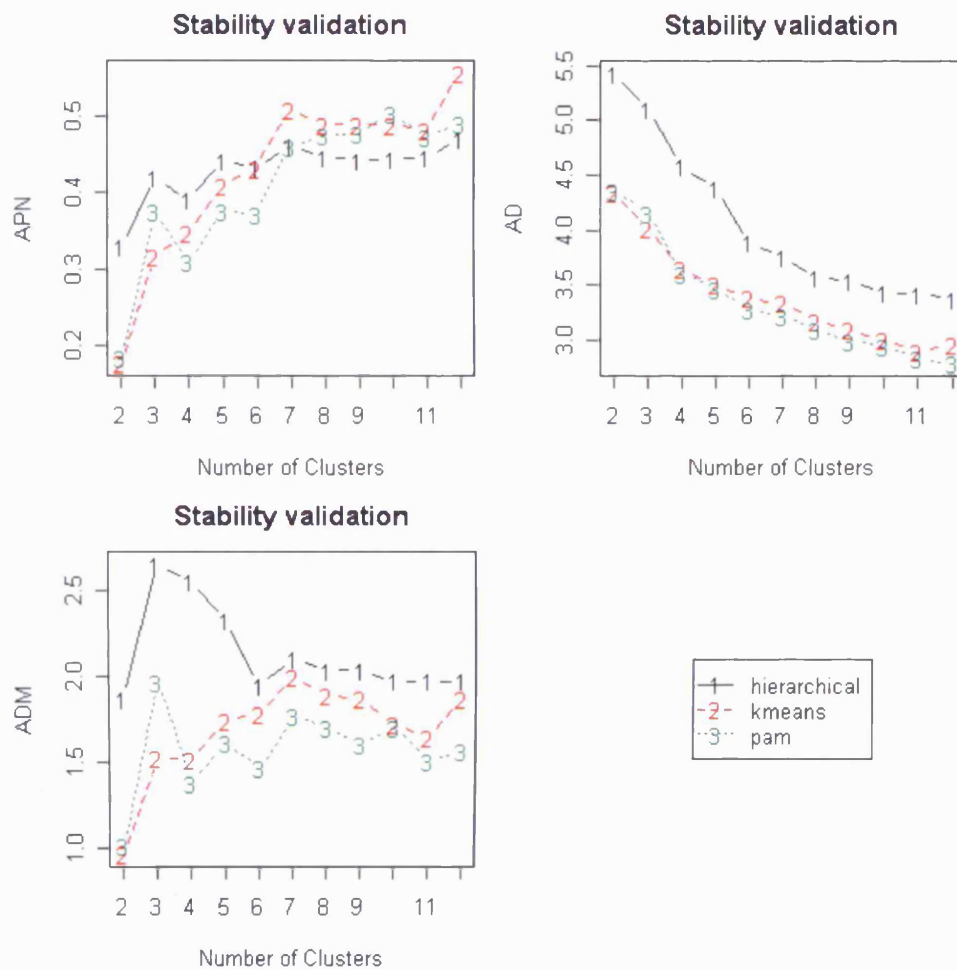 Stability validation
APN
0.2 0.3 0.4 0.5
2 3 4 5 6 7 8 9 11
Number of Clusters
Stability validation
AD
3.0 3.5 4.0 4.5 5.0 5.5
2 3 4 5 6 7 8 9 11
Number of Clusters
Stability validation
ADM
1.0 1.5 2.0 2.5
2 3 4 5 6 7 8 9 11
Number of Clusters
1 hierarchical
2 kmeans
3 pam